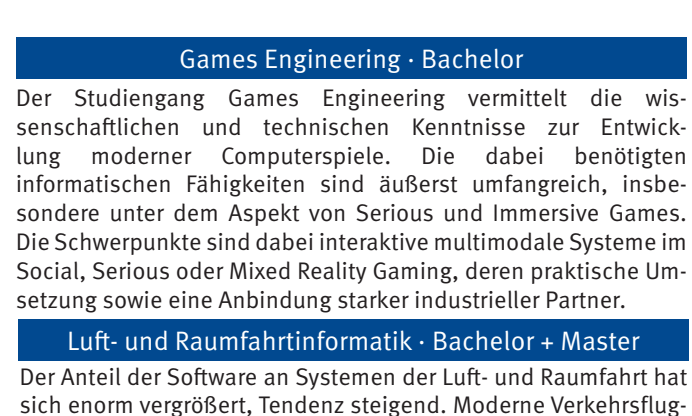 Games Engineering · Bachelor
Der Studiengang Games Engineering vermittelt die wis-
senschaftlichen und technischen Kenntnisse zur Entwick-
lung moderner Computerspiele. Die dabei benötigten
informatischen Fähigkeiten sind äußerst umfangreich, insbe-
sondere unter dem Aspekt von Serious und Immersive Games.
Die Schwerpunkte sind dabei interaktive multimodale Systeme im
Social, Serious oder Mixed Reality Gaming, deren praktische Um-
setzung sowie eine Anbindung starker industrieller Partner.
Luft- und Raumfahrtinformatik · Bachelor + Master
Der Anteil der Software an Systemen der Luft- und Raumfahrt hat
sich enorm vergrößert, Tendenz steigend. Moderne Verkehrsflug-